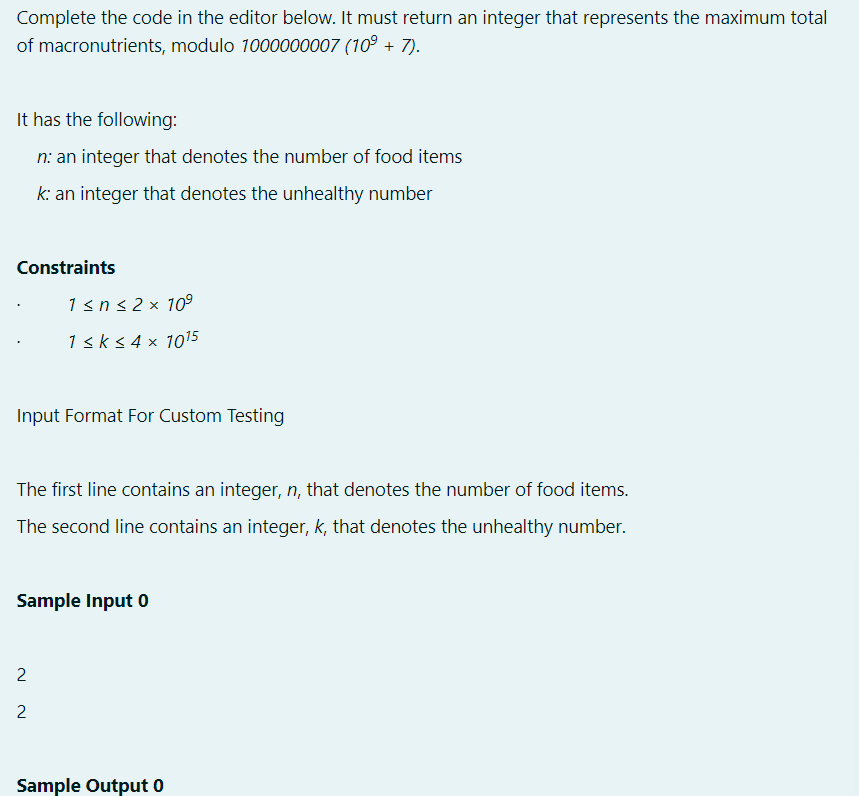 Complete the code in the editor below. It must return an integer that represents the maximum total
of macronutrients, modulo 1000000007 (10⁹ + 7).
It has the following:
n: an integer that denotes the number of food items
k: an integer that denotes the unhealthy number
Constraints
· 1 ≤ n ≤ 2 × 10⁹
· 1 ≤ k ≤ 4 × 10¹⁵
Input Format For Custom Testing
The first line contains an integer, n, that denotes the number of food items.
The second line contains an integer, k, that denotes the unhealthy number.
Sample Input 0
2
2
Sample Output 0